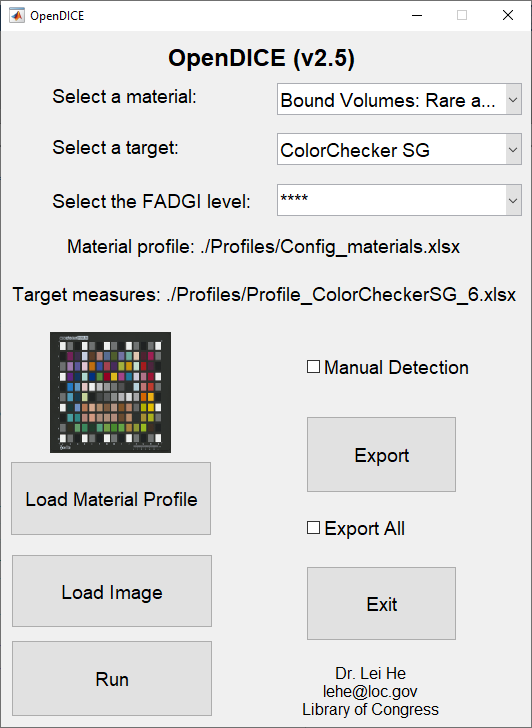 OpenDICE
OpenDICE (v2.5)
Select a material:
Bound Volumes: Rare a...
Select a target:
ColorChecker SG
Select the FADGI level:
****
Material profile: ./Profiles/Config_materials.xlsx
Target measures: ./Profiles/Profile_ColorCheckerSG_6.xlsx
Manual Detection
Load Material Profile
Export
Export All
Load Image
Exit
Run
Dr. Lei He
lehe@loc.gov
Library of Congress